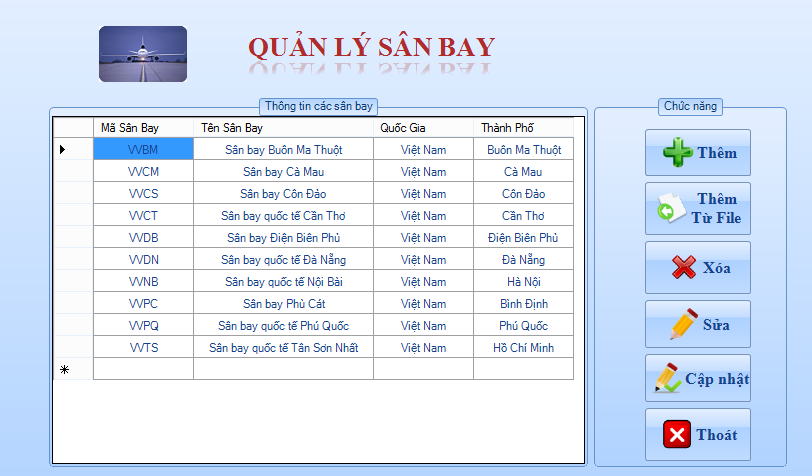 QUẢN LÝ SÂN BAY
Thông tin các sân bay
Mã Sân Bay Tên Sân Bay Quốc Gia Thành Phố
VVBM Sân bay Buôn Ma Thuột Việt Nam Buôn Ma Thuột
VVCM Sân bay Cà Mau Việt Nam Cà Mau
VVCS Sân bay Côn Đảo Việt Nam Côn Đảo
VVCT Sân bay quốc tế Cần Thơ Việt Nam Cần Thơ
VVDB Sân bay Điện Biên Phủ Việt Nam Điện Biên Phủ
VVDN Sân bay quốc tế Đà Nẵng Việt Nam Đà Nẵng
VVNB Sân bay quốc tế Nội Bài Việt Nam Hà Nội
VVPC Sân bay Phù Cát Việt Nam Bình Định
VVPQ Sân bay quốc tế Phú Quốc Việt Nam Phú Quốc
VVTS Sân bay quốc tế Tân Sơn Nhất Việt Nam Hồ Chí Minh
Chức năng
Thêm
Thêm
Từ File
Xóa
Sửa
Cập nhật
Thoát